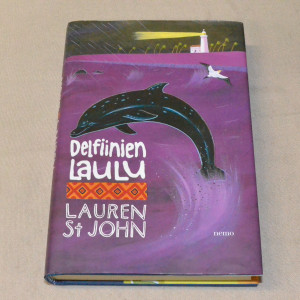 Delfiinien
LAULU
LAUREN
St JOHN
nemo